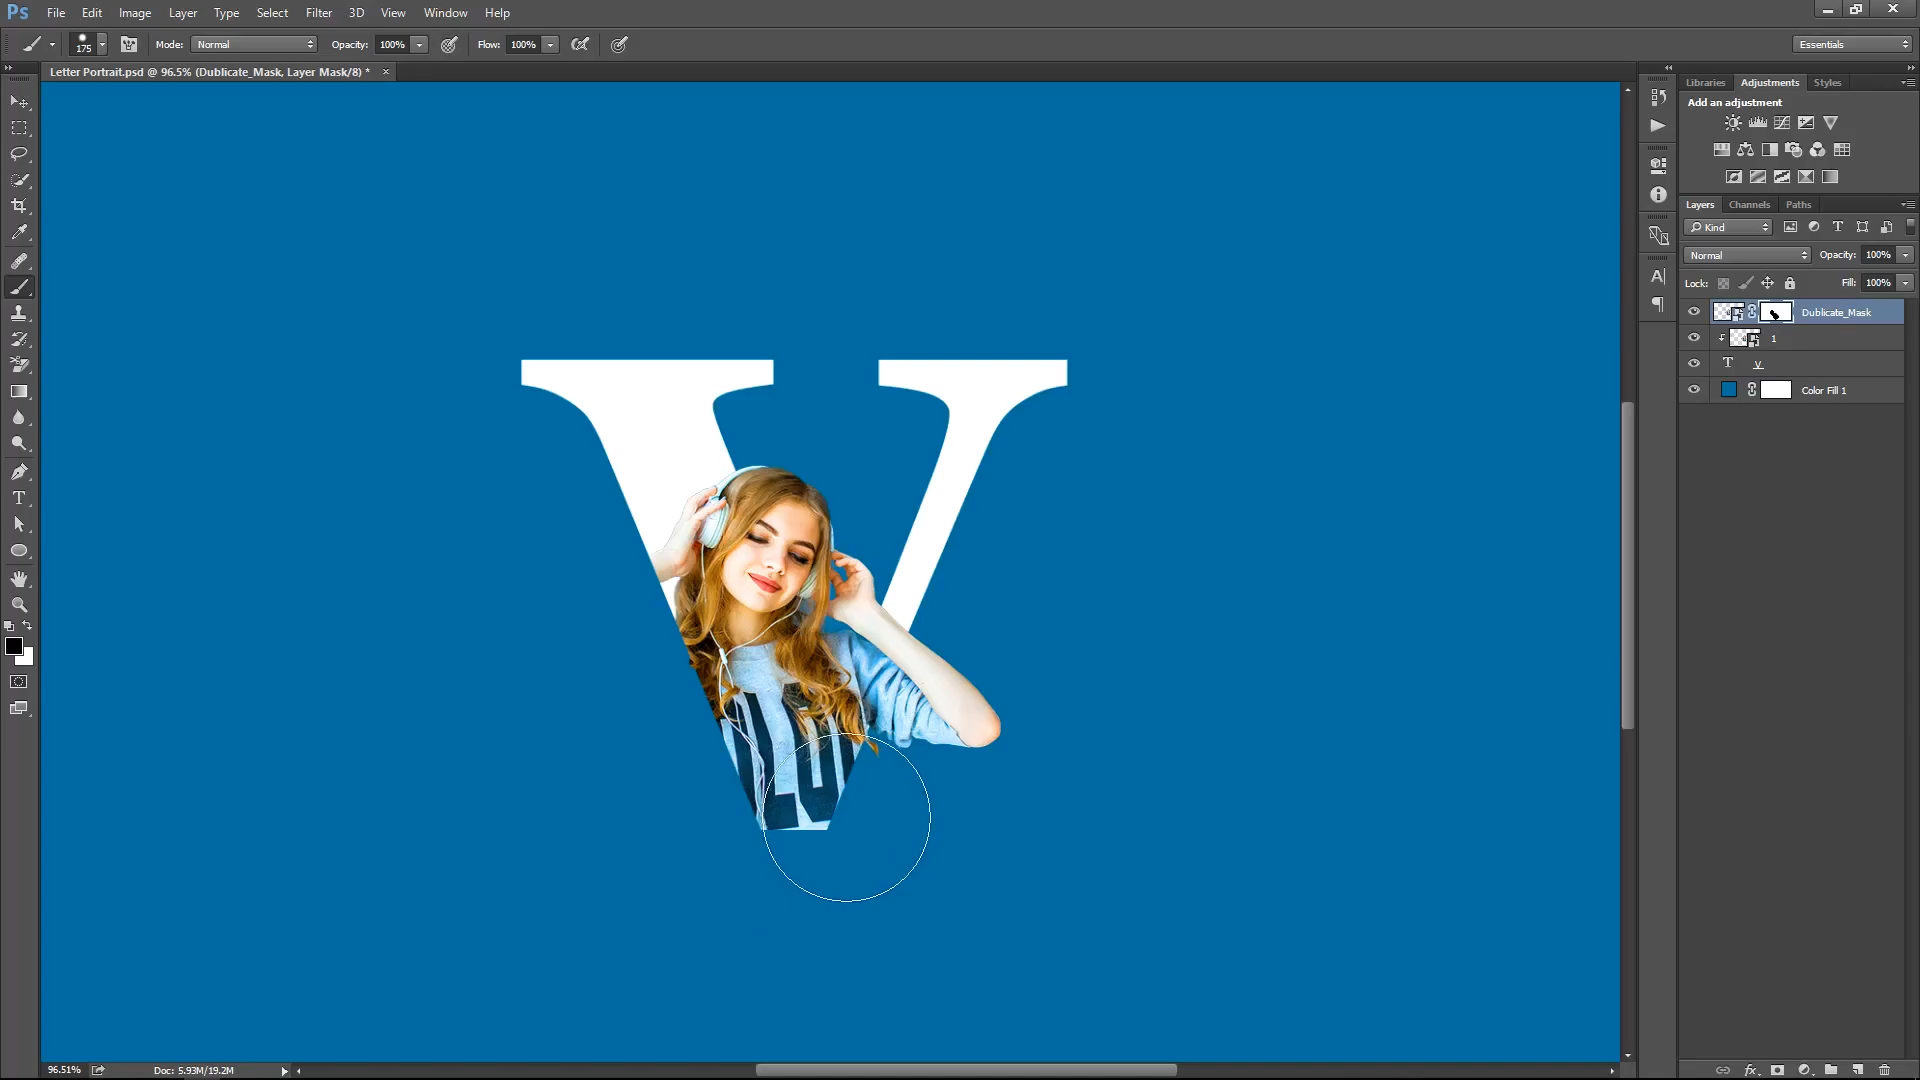 Ps File Edit Image Layer Type Select Filter 3D View Window Help
175 Mode: Normal Opacity: 100% Flow: 100% Essentials
Letter Portrait.psd @ 96.5% (Dublicate_Mask, Layer Mask/8) * ×
Libraries Adjustments Styles
Add an adjustment
Layers Channels Paths
Kind
Normal Opacity: 100%
Lock: Fill: 100%
Dublicate_Mask
1
V
Color Fill 1
V
96.51% Doc: 5.93M/19.2M